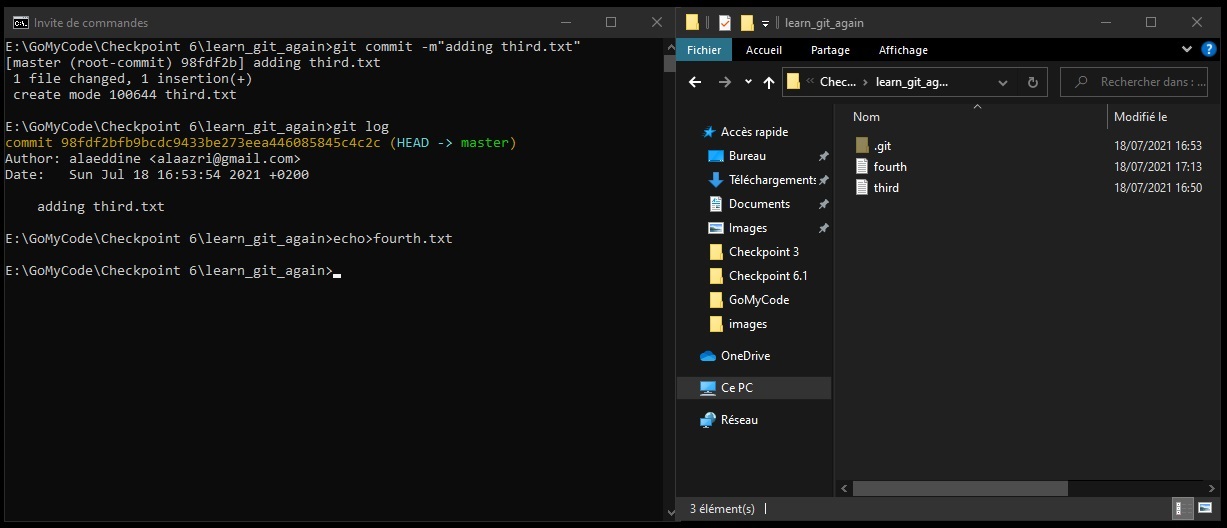 Invite de commandes
E:\GoMyCode\Checkpoint 6\learn_git_again>git commit -m"adding third.txt"
[master (root-commit) 98fdf2b] adding third.txt
 1 file changed, 1 insertion(+)
 create mode 100644 third.txt
E:\GoMyCode\Checkpoint 6\learn_git_again>git log
commit 98fdf2bfb9bcdc9433be273eea446085845c4c2c (HEAD -> master)
Author: alaeddine <alaazri@gmail.com>
Date:   Sun Jul 18 16:53:54 2021 +0200
    adding third.txt
E:\GoMyCode\Checkpoint 6\learn_git_again>echo>fourth.txt
E:\GoMyCode\Checkpoint 6\learn_git_again>
learn_git_again
Fichier Accueil Partage Affichage
« Chec... > learn_git_ag... Rechercher dans : ...
Accès rapide
Bureau
Téléchargements
Documents
Images
Checkpoint 3
Checkpoint 6.1
GoMyCode
images
OneDrive
Ce PC
Réseau
Nom Modifié le
.git 18/07/2021 16:53
fourth 18/07/2021 17:13
third 18/07/2021 16:50
3 élément(s)